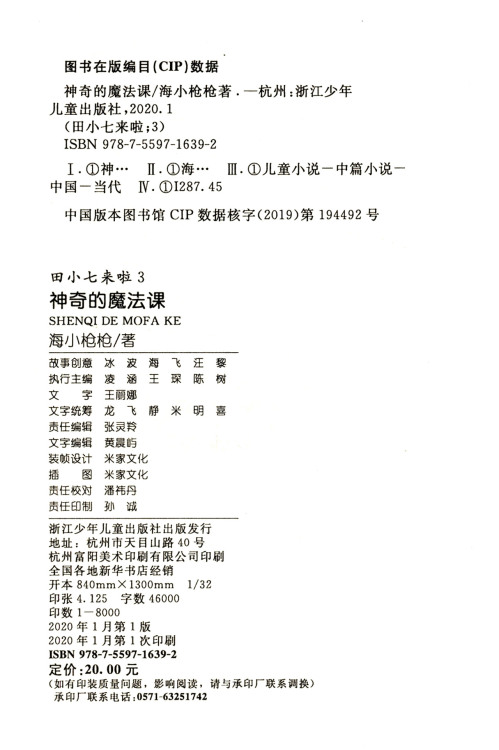 图书在版编目(CIP)数据
神奇的魔法课/海小枪枪著.—杭州:浙江少年
儿童出版社,2020.1
(田小七来啦;3)
ISBN 978-7-5597-1639-2
Ⅰ.①神… Ⅱ.①海… Ⅲ.①儿童小说－中篇小说－
中国－当代 Ⅳ.①I287.45
中国版本图书馆 CIP 数据核字(2019)第 194492 号
田小七来啦 3
神奇的魔法课
SHENQI DE MOFA KE
海小枪枪/著
故事创意 冰 波 海 飞 汪 黎
执行主编 凌 涵 王 琛 陈 树
文 字 王丽娜
文字统筹 龙 飞 静 米 明 喜
责任编辑 张灵羚
文字编辑 黄晨屿
装帧设计 米家文化
插 图 米家文化
责任校对 潘祎丹
责任印制 孙 诚
浙江少年儿童出版社出版发行
地址：杭州市天目山路 40 号
杭州富阳美术印刷有限公司印刷
全国各地新华书店经销
开本 840mm×1300mm 1/32
印张 4.125 字数 46000
印数 1－8000
2020 年 1 月第 1 版
2020 年 1 月第 1 次印刷
ISBN 978-7-5597-1639-2
定价:20.00 元
(如有印装质量问题，影响阅读，请与承印厂联系调换)
承印厂联系电话:0571-63251742